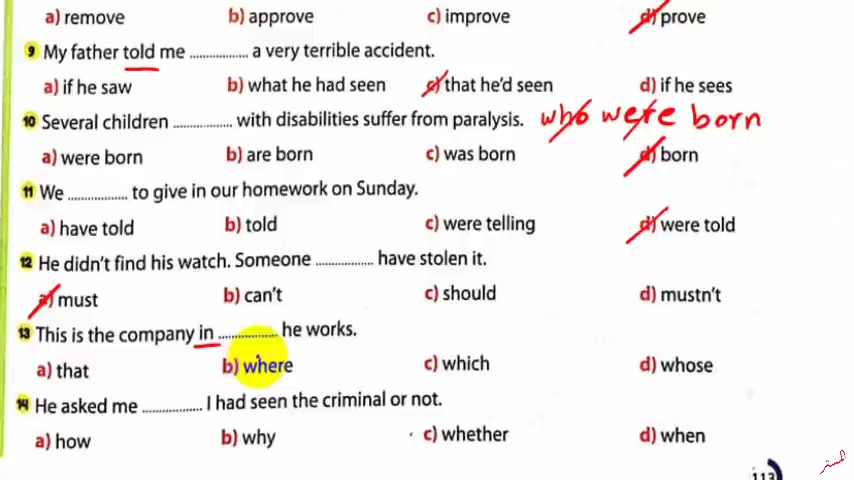 a) remove b) approve c) improve d) prove
9 My father told me ................ a very terrible accident.
a) if he saw b) what he had seen c) that he'd seen d) if he sees
10 Several children ................ with disabilities suffer from paralysis. who were born
a) were born b) are born c) was born d) born
11 We ................ to give in our homework on Sunday.
a) have told b) told c) were telling d) were told
12 He didn't find his watch. Someone ................ have stolen it.
a) must b) can't c) should d) mustn't
13 This is the company in ................ he works.
a) that b) where c) which d) whose
14 He asked me ................ I had seen the criminal or not.
a) how b) why c) whether d) when
113